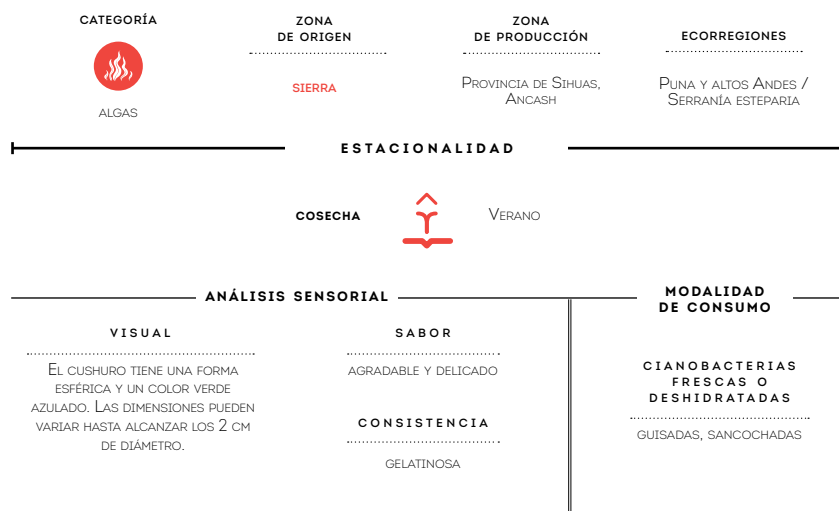 CATEGORÍA
ALGAS
ZONA
DE ORIGEN
SIERRA
ZONA
DE PRODUCCIÓN
Provincia de Sihuas,
Ancash
ECORREGIONES
Puna y altos Andes /
Serranía esteparia
ESTACIONALIDAD
COSECHA
Verano
ANÁLISIS SENSORIAL
VISUAL
El cushuro tiene una forma
esférica y un color verde
azulado. Las dimensiones pueden
variar hasta alcanzar los 2 cm
de diámetro.
SABOR
agradable y delicado
CONSISTENCIA
gelatinosa
MODALIDAD
DE CONSUMO
CIANOBACTERIAS
FRESCAS O
DESHIDRATADAS
guisadas, sancochadas